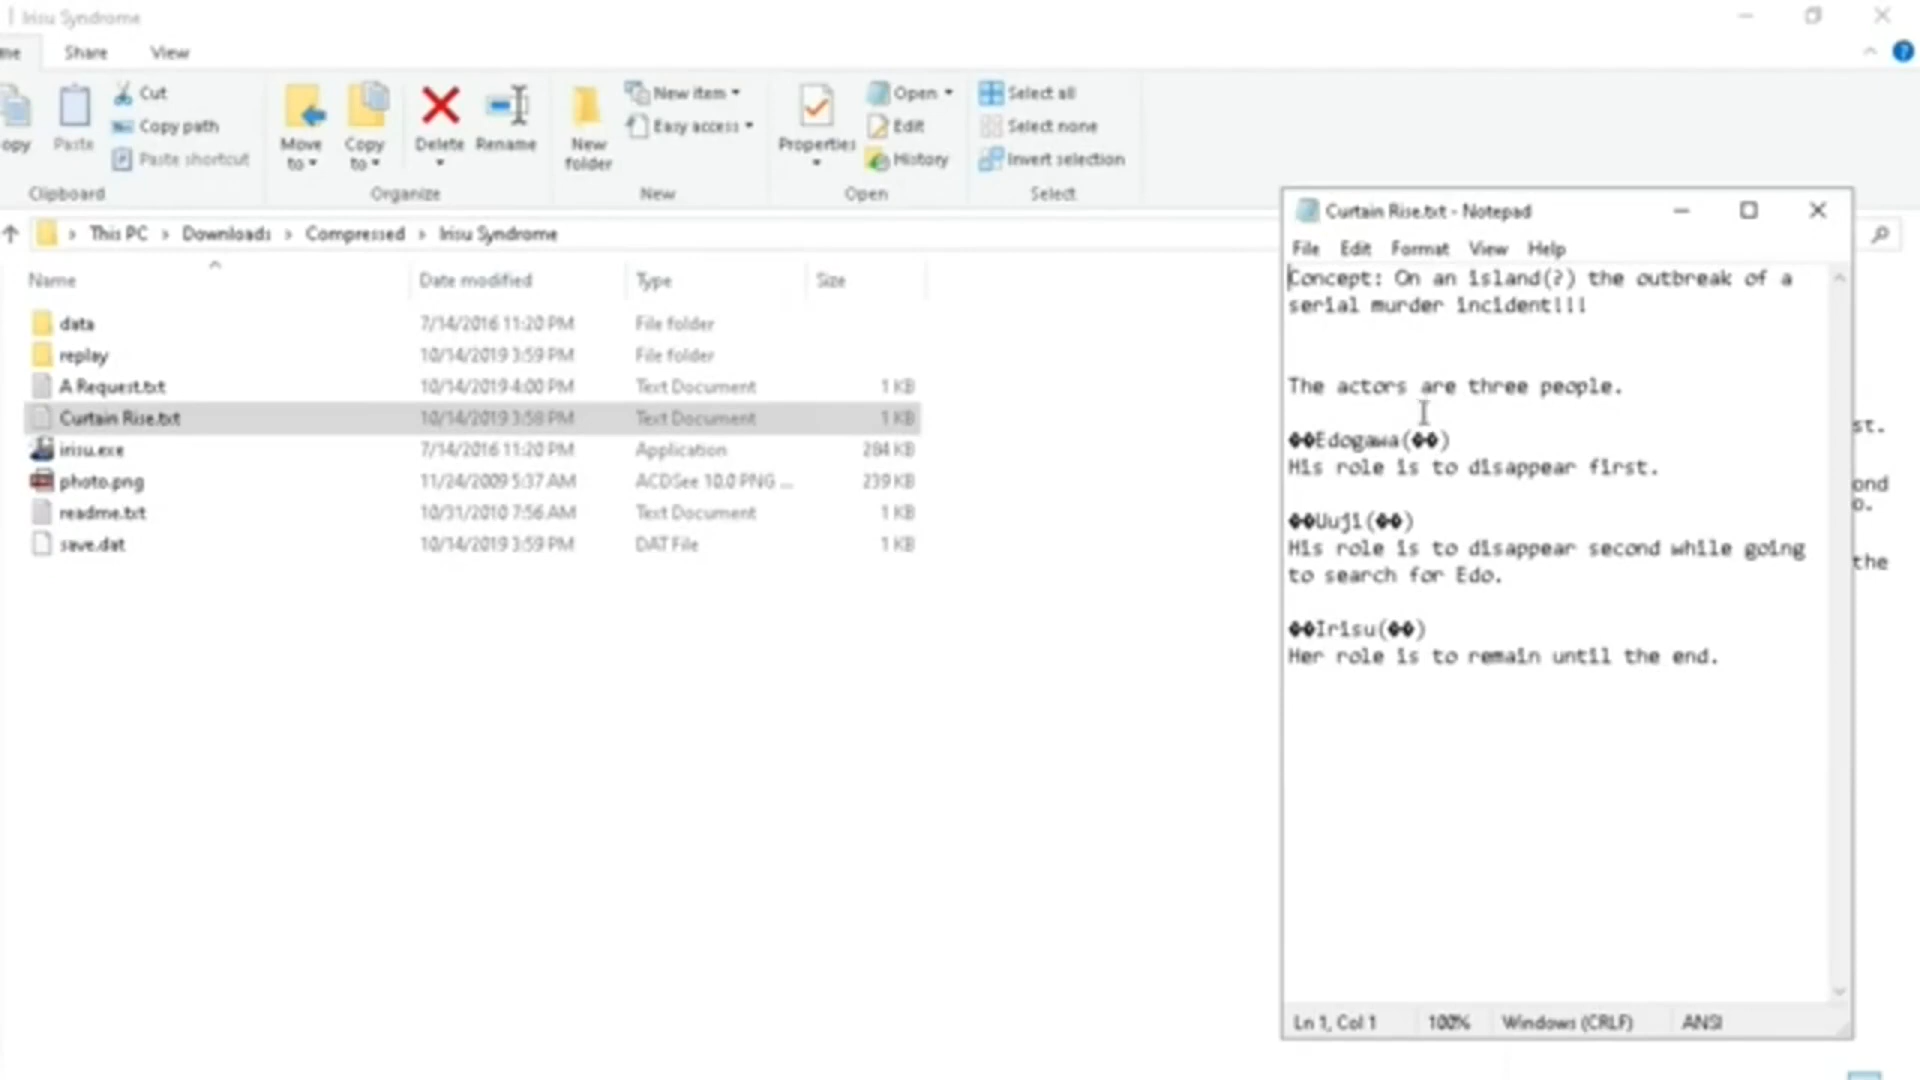 Irisu Syndrome
me Share View
opy
Paste
Cut
Copy path
Paste shortcut
Clipboard
Move to
Copy to
Delete
Rename
Organize
New folder
New item
Easy access
New
Properties
Open
Edit
History
Open
Select all
Select none
Invert selection
Select
This PC > Downloads > Compressed > Irisu Syndrome
Name Date modified Type Size
data 7/14/2016 11:20 PM File folder
replay 10/14/2019 3:59 PM File folder
A Request.txt 10/14/2019 4:00 PM Text Document 1 KB
Curtain Rise.txt 10/14/2019 3:58 PM Text Document 1 KB
irisu.exe 7/14/2016 11:20 PM Application 284 KB
photo.png 11/24/2009 5:37 AM ACDSee 10.0 PNG ... 239 KB
readme.txt 10/31/2010 7:56 AM Text Document 1 KB
save.dat 10/14/2019 3:59 PM DAT File 1 KB
Curtain Rise.txt - Notepad
File Edit Format View Help
Concept: On an island(?) the outbreak of a
serial murder incident!!!
The actors are three people.
��Edogawa(��)
His role is to disappear first.
��Uuji(��)
His role is to disappear second while going
to search for Edo.
��Irisu(��)
Her role is to remain until the end.
Ln 1, Col 1 100% Windows (CRLF) ANSI
st.
ond
o.
the